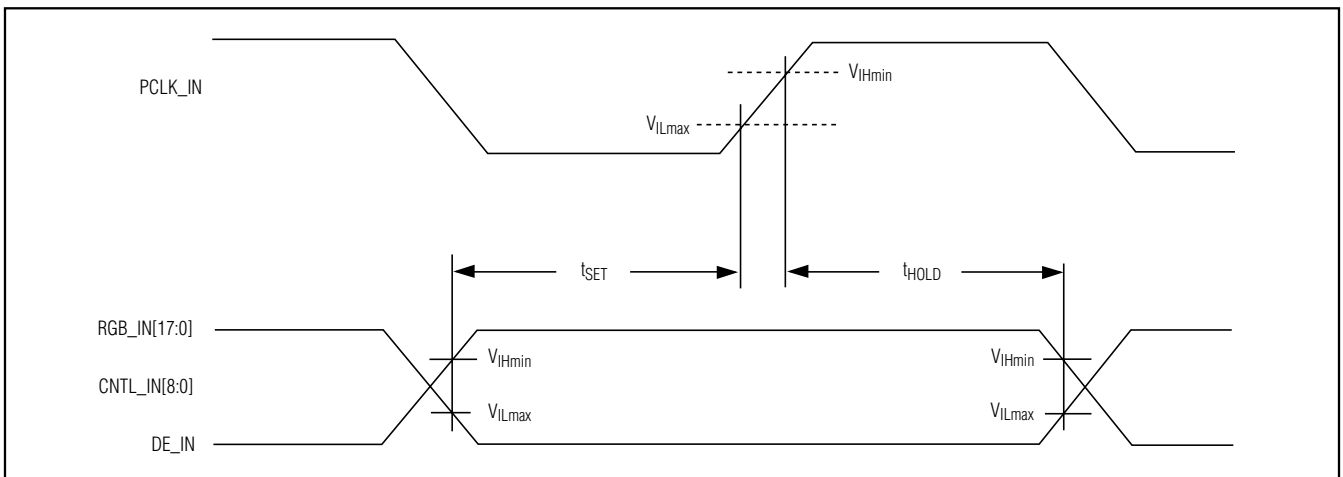 PCLK_IN
VIHmin
VILmax
tSET
tHOLD
RGB_IN[17:0]
VIHmin
VIHmin
CNTL_IN[8:0]
VILmax
VILmax
DE_IN